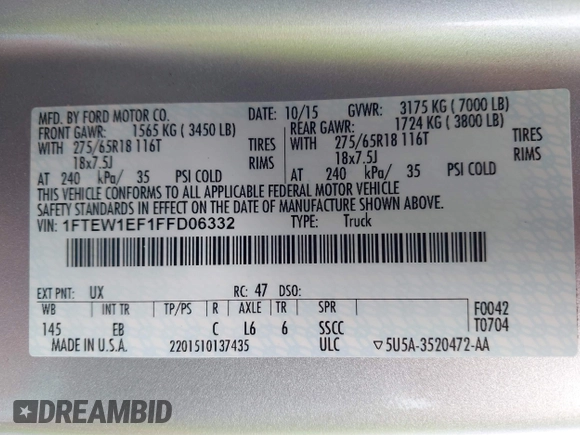 MFD. BY FORD MOTOR CO.
DATE: 10/15 GVWR: 3175 KG ( 7000 LB)
FRONT GAWR: 1565 KG ( 3450 LB) REAR GAWR: 1724 KG ( 3800 LB)
WITH 275/65R18 116T TIRES WITH 275/65R18 116T TIRES
18x7.5J RIMS 18x7.5J RIMS
AT 240 kPa/ 35 PSI COLD AT 240 kPa/ 35 PSI COLD
THIS VEHICLE CONFORMS TO ALL APPLICABLE FEDERAL MOTOR VEHICLE
SAFETY STANDARDS IN EFFECT ON THE DATE OF MANUFACTURE SHOWN ABOVE.
VIN: 1FTEW1EF1FFD06332 TYPE: Truck
EXT PNT: UX RC: 47 DSO:
WB INT TR TP/PS R AXLE TR SPR F0042
145 EB C L6 6 SSCC T0704
MADE IN U.S.A. 2201510137435 ULC ▽5U5A-3520472-AA
DREAMBID